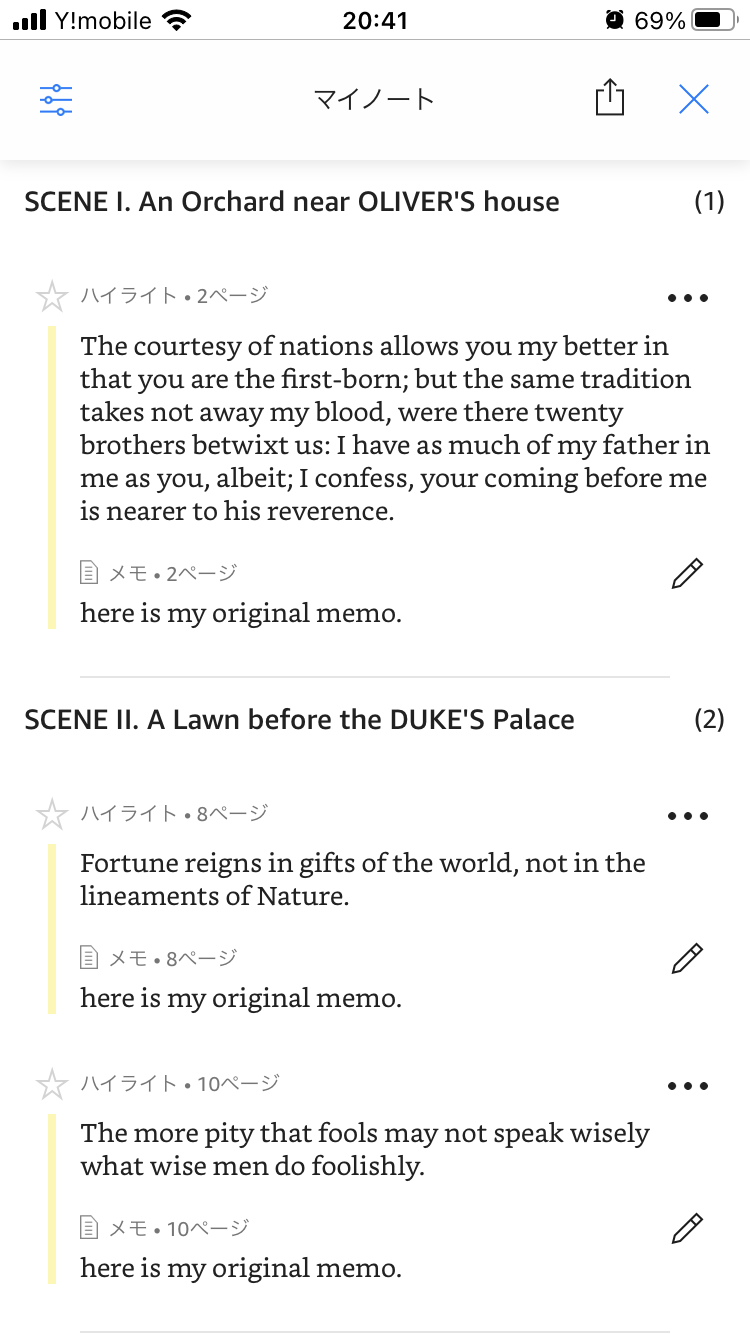 Y!mobile 20:41 69%
マイノート
SCENE I. An Orchard near OLIVER'S house (1)
ハイライト • 2ページ
The courtesy of nations allows you my better in
that you are the first-born; but the same tradition
takes not away my blood, were there twenty
brothers betwixt us: I have as much of my father in
me as you, albeit; I confess, your coming before me
is nearer to his reverence.
メモ • 2ページ
here is my original memo.
SCENE II. A Lawn before the DUKE'S Palace (2)
ハイライト • 8ページ
Fortune reigns in gifts of the world, not in the
lineaments of Nature.
メモ • 8ページ
here is my original memo.
ハイライト • 10ページ
The more pity that fools may not speak wisely
what wise men do foolishly.
メモ • 10ページ
here is my original memo.